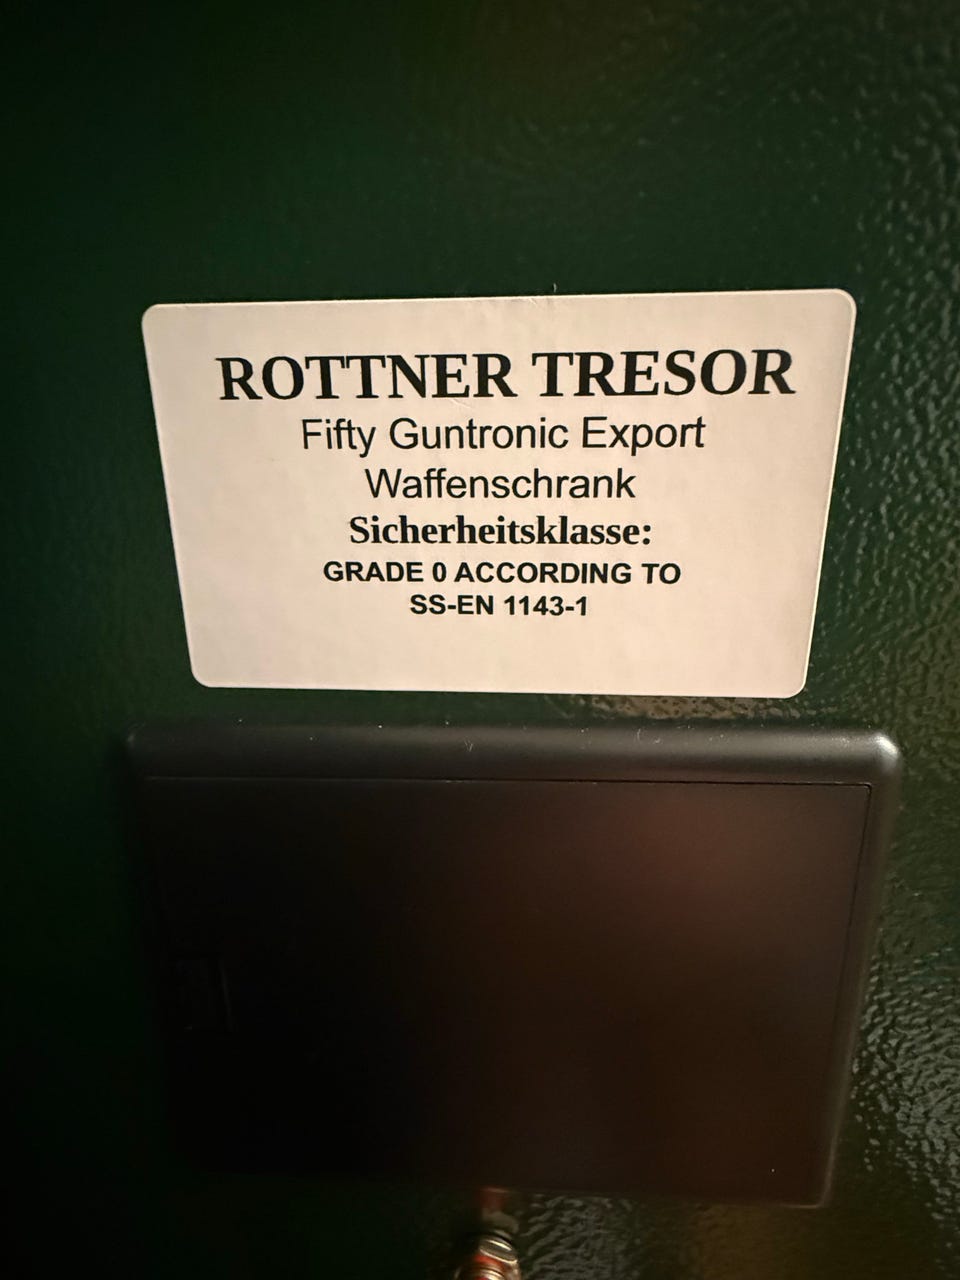 ROTTNER TRESOR
Fifty Guntronic Export
Waffenschrank
Sicherheitsklasse:
GRADE 0 ACCORDING TO
SS-EN 1143-1